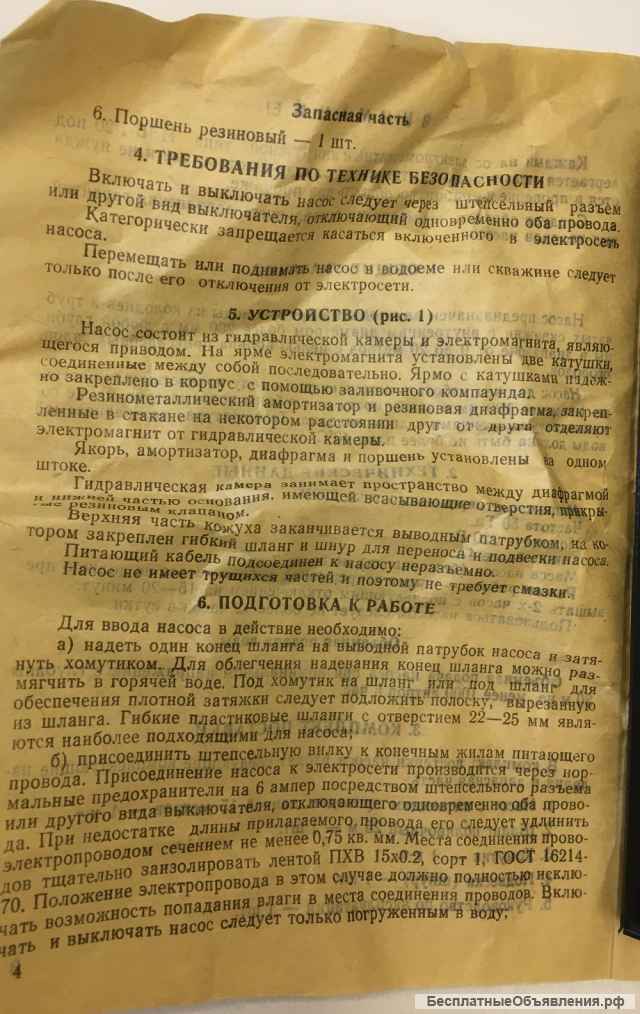 Запасная часть
6. Поршень резиновый — 1 шт.
4. ТРЕБОВАНИЯ ПО ТЕХНИКЕ БЕЗОПАСНОСТИ
Включать и выключать насос следует через штепсельный разъем
или другой вид выключателя, отключающий одновременно оба провода.
Категорически запрещается касаться включенного в электросеть
насоса.
Перемещать или поднимать насос в водоеме или скважине следует
только после его отключения от электросети.
5. УСТРОЙСТВО (рис. 1)
Насос состоит из гидравлической камеры и электромагнита, являю-
щегося приводом. На ярме электромагнита установлены две катушки,
соединенные между собой последовательно. Ярмо с катушками надеж-
но закреплено в корпус с помощью заливочного компаунда.
Резинометаллический амортизатор и резиновая диафрагма, закреп-
ленные в стакане на некотором расстоянии друг от друга отделяют
электромагнит от гидравлической камеры.
Якорь, амортизатор, диафрагма и поршень установлены на одном
штоке.
Гидравлическая камера занимает пространство между диафрагмой
и нижней частью основания, имеющей всасывающие отверстия, прикры-
тые резиновым клапаном.
Верхняя часть кожуха заканчивается выводным патрубком, на ко-
тором закреплен гибкий шланг и шнур для переноса и подвески насоса.
Питающий кабель подсоединен к насосу неразъемно.
Насос не имеет трущихся частей и поэтому не требует смазки.
6. ПОДГОТОВКА К РАБОТЕ
Для ввода насоса в действие необходимо:
а) надеть один конец шланга на выводной патрубок насоса и затя-
нуть хомутиком. Для облегчения надевания конец шланга можно раз-
мягчить в горячей воде. Под хомутик на шланг или под шланг для
обеспечения плотной затяжки следует подложить полоску, вырезанную
из шланга. Гибкие пластиковые шланги с отверстием 22—25 мм явля-
ются наиболее подходящими для насоса;
б) присоединить штепсельную вилку к конечным жилам питающего
провода. Присоединение насоса к электросети производится через нор-
мальные предохранители на 6 ампер посредством штепсельного разъема
или другого вида выключателя, отключающего одновременно оба прово-
да. При недостатке длины прилагаемого провода его следует удлинить
электропроводом сечением не менее 0,75 кв. мм. Места соединения прово-
дов тщательно заизолировать лентой ПХВ 15х0.2, сорт 1, ГОСТ 16214-
70. Положение электропровода в этом случае должно полностью исклю-
чать возможность попадания влаги в места соединения проводов. Вклю-
чать и выключать насос следует только погруженным в воду;
4
БесплатныеОбъявления.рф